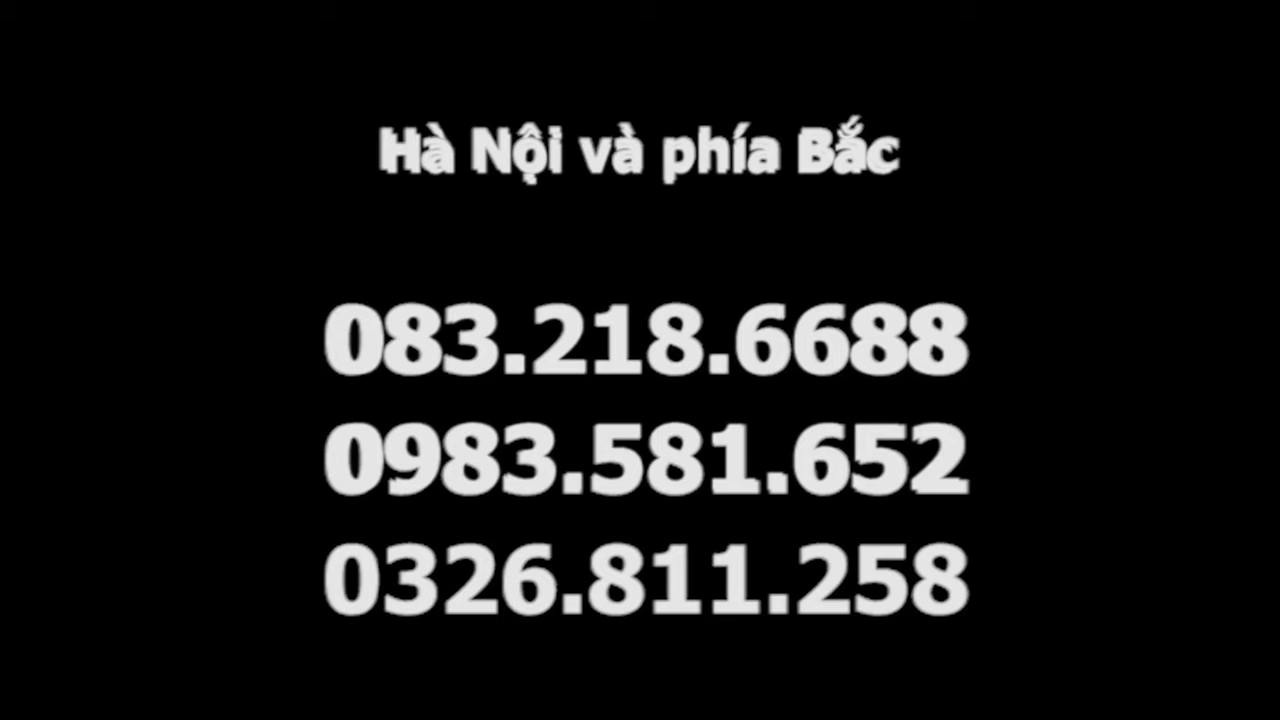 Hà Nội và phía Bắc
083.218.6688
0983.581.652
0326.811.258